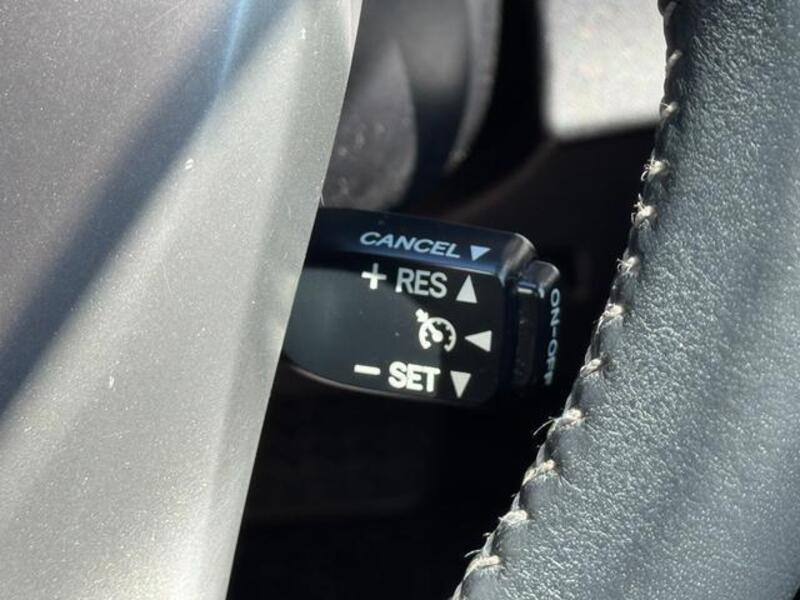 CANCEL ▼
+ RES ▲
◀
− SET ▼
ON-OFF